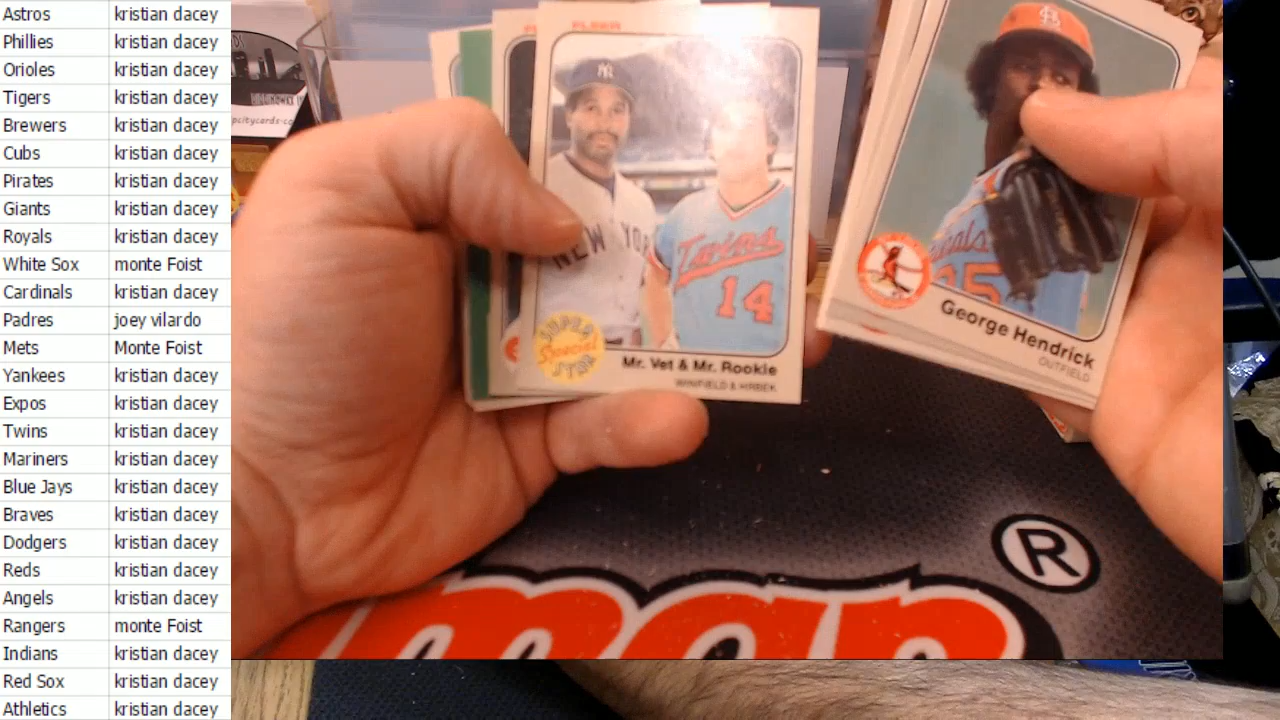 Astros kristian dacey
Phillies kristian dacey
Orioles kristian dacey
Tigers kristian dacey
Brewers kristian dacey
Cubs kristian dacey
Pirates kristian dacey
Giants kristian dacey
Royals kristian dacey
White Sox monte Foist
Cardinals kristian dacey
Padres joey vilardo
Mets Monte Foist
Yankees kristian dacey
Expos kristian dacey
Twins kristian dacey
Mariners kristian dacey
Blue Jays kristian dacey
Braves kristian dacey
Dodgers kristian dacey
Reds kristian dacey
Angels kristian dacey
Rangers monte Foist
Indians kristian dacey
Red Sox kristian dacey
Athletics kristian dacey
FLEER
NY
NEW YOR
Twins
14
SUPER
Special
STAR
Mr. Vet & Mr. Rookie
WINFIELD & HRBEK
George Hendrick
OUTFIELD
®